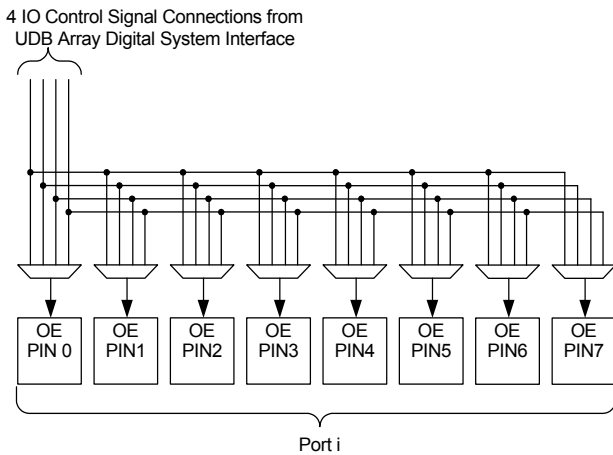 4 IO Control Signal Connections from
UDB Array Digital System Interface
OE
PIN 0
OE
PIN1
OE
PIN2
OE
PIN3
OE
PIN4
OE
PIN5
OE
PIN6
OE
PIN7
Port i